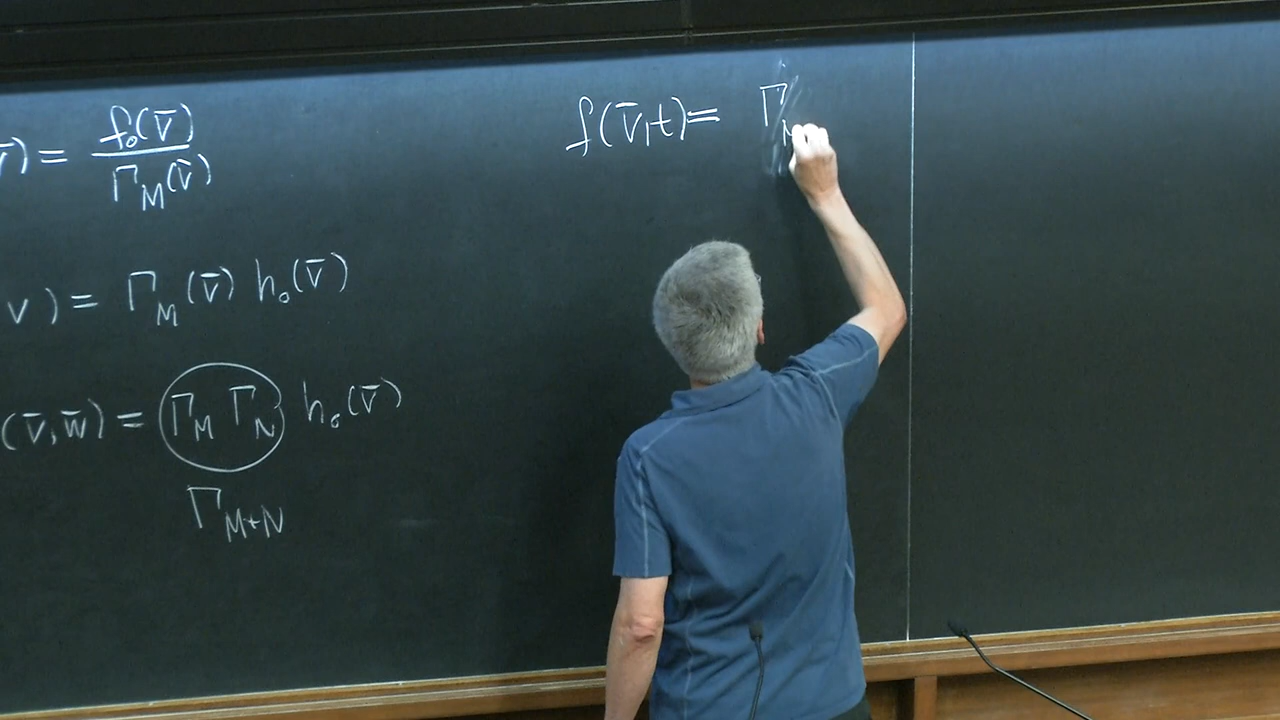 v̄) = f₀(v̄) / Γ_M(v̄)
v) = Γ_M(v̄) h₀(v̄)
(v̄, w̄) = Γ_M Γ_N h₀(v̄)
Γ_M+N
f(v̄,t) = Γ